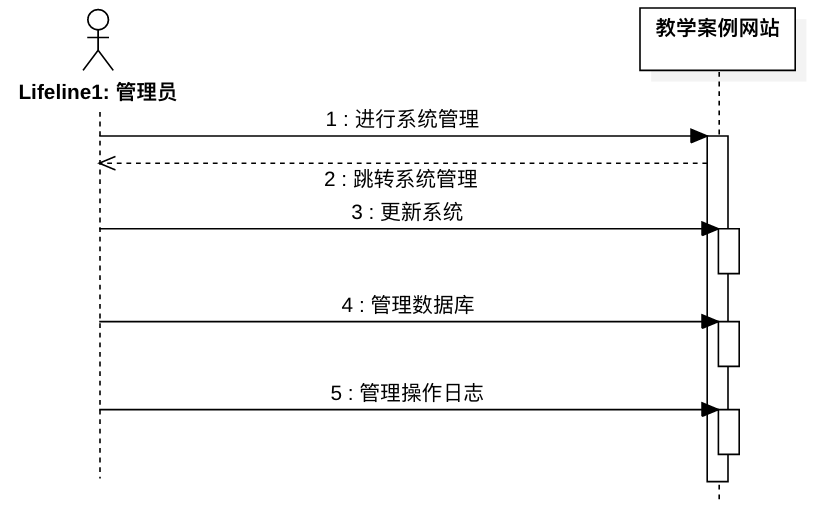 教学案例网站
Lifeline1: 管理员
1 : 进行系统管理
2 : 跳转系统管理
3 : 更新系统
4 : 管理数据库
5 : 管理操作日志